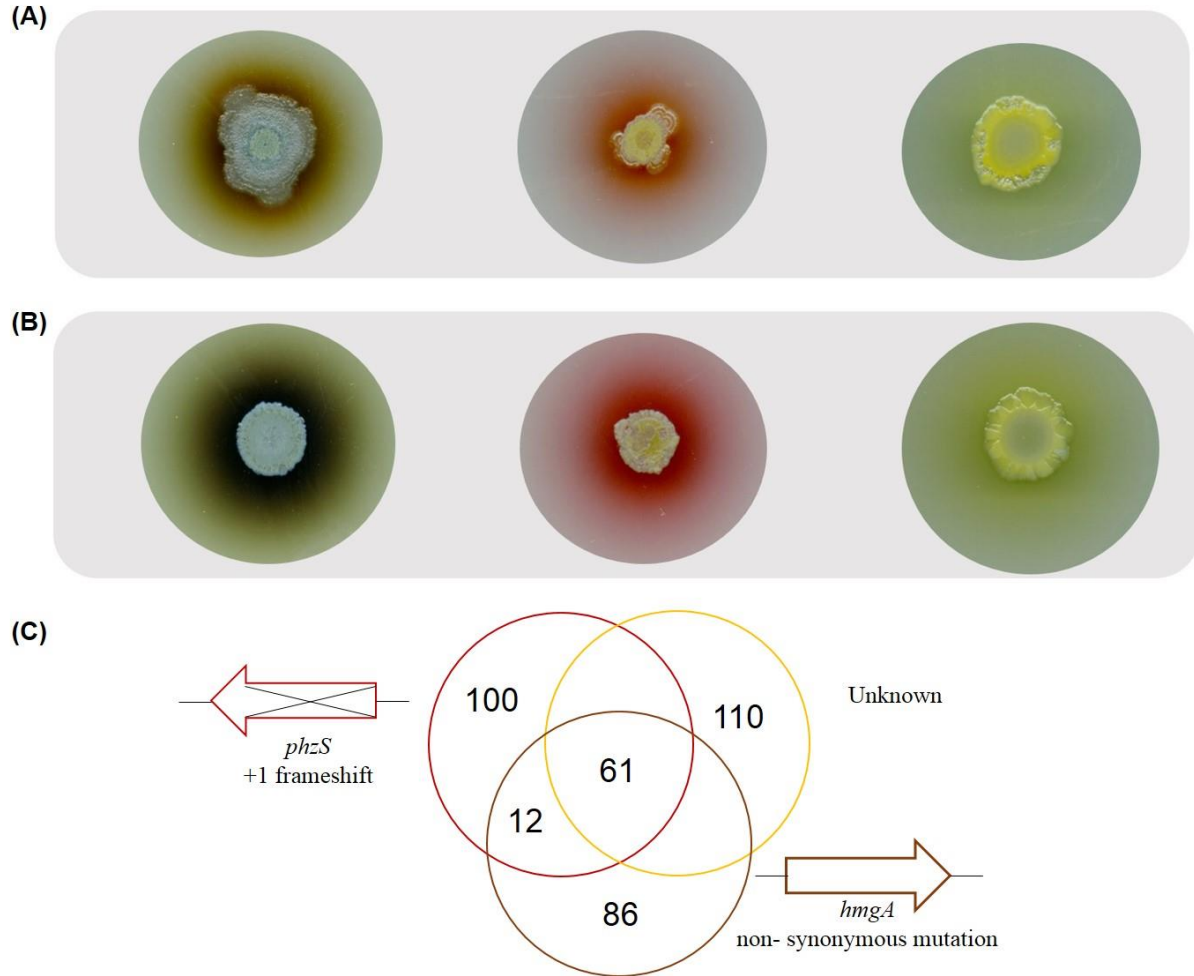 (A)
(B)
(C)
100
110
Unknown
phzS
+1 frameshift
61
12
86
hmgA
non- synonymous mutation